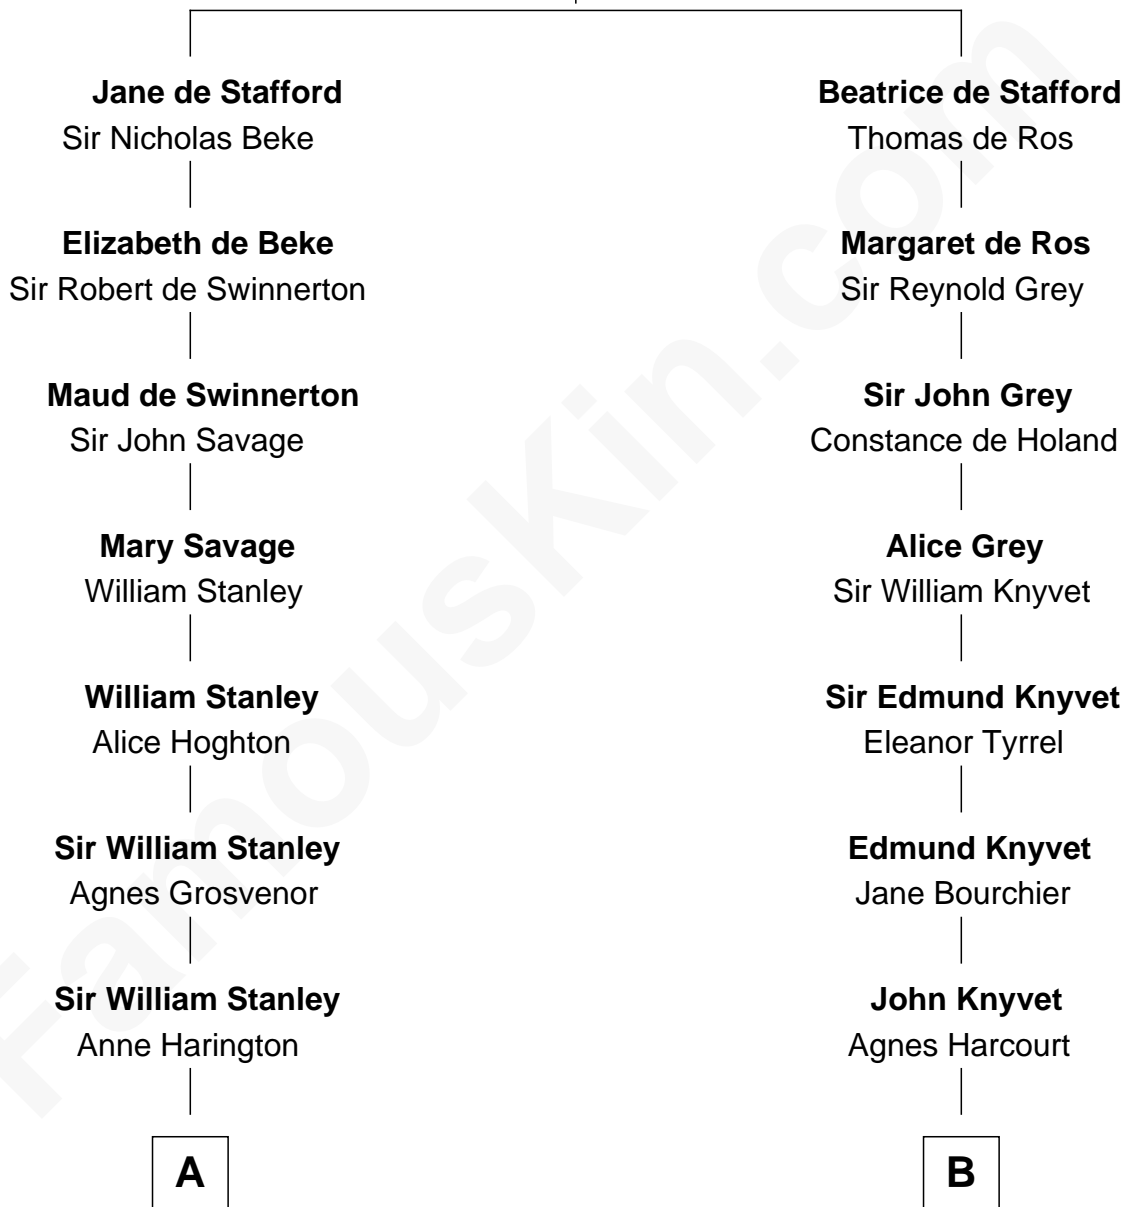 Jane de Stafford
Sir Nicholas Beke
Elizabeth de Beke
Sir Robert de Swinnerton
Maud de Swinnerton
Sir John Savage
Mary Savage
William Stanley
William Stanley
Alice Hoghton
Sir William Stanley
Agnes Grosvenor
Sir William Stanley
Anne Harington
A
Beatrice de Stafford
Thomas de Ros
Margaret de Ros
Sir Reynold Grey
Sir John Grey
Constance de Holand
Alice Grey
Sir William Knyvet
Sir Edmund Knyvet
Eleanor Tyrrel
Edmund Knyvet
Jane Bourchier
John Knyvet
Agnes Harcourt
B
FamousKin.com